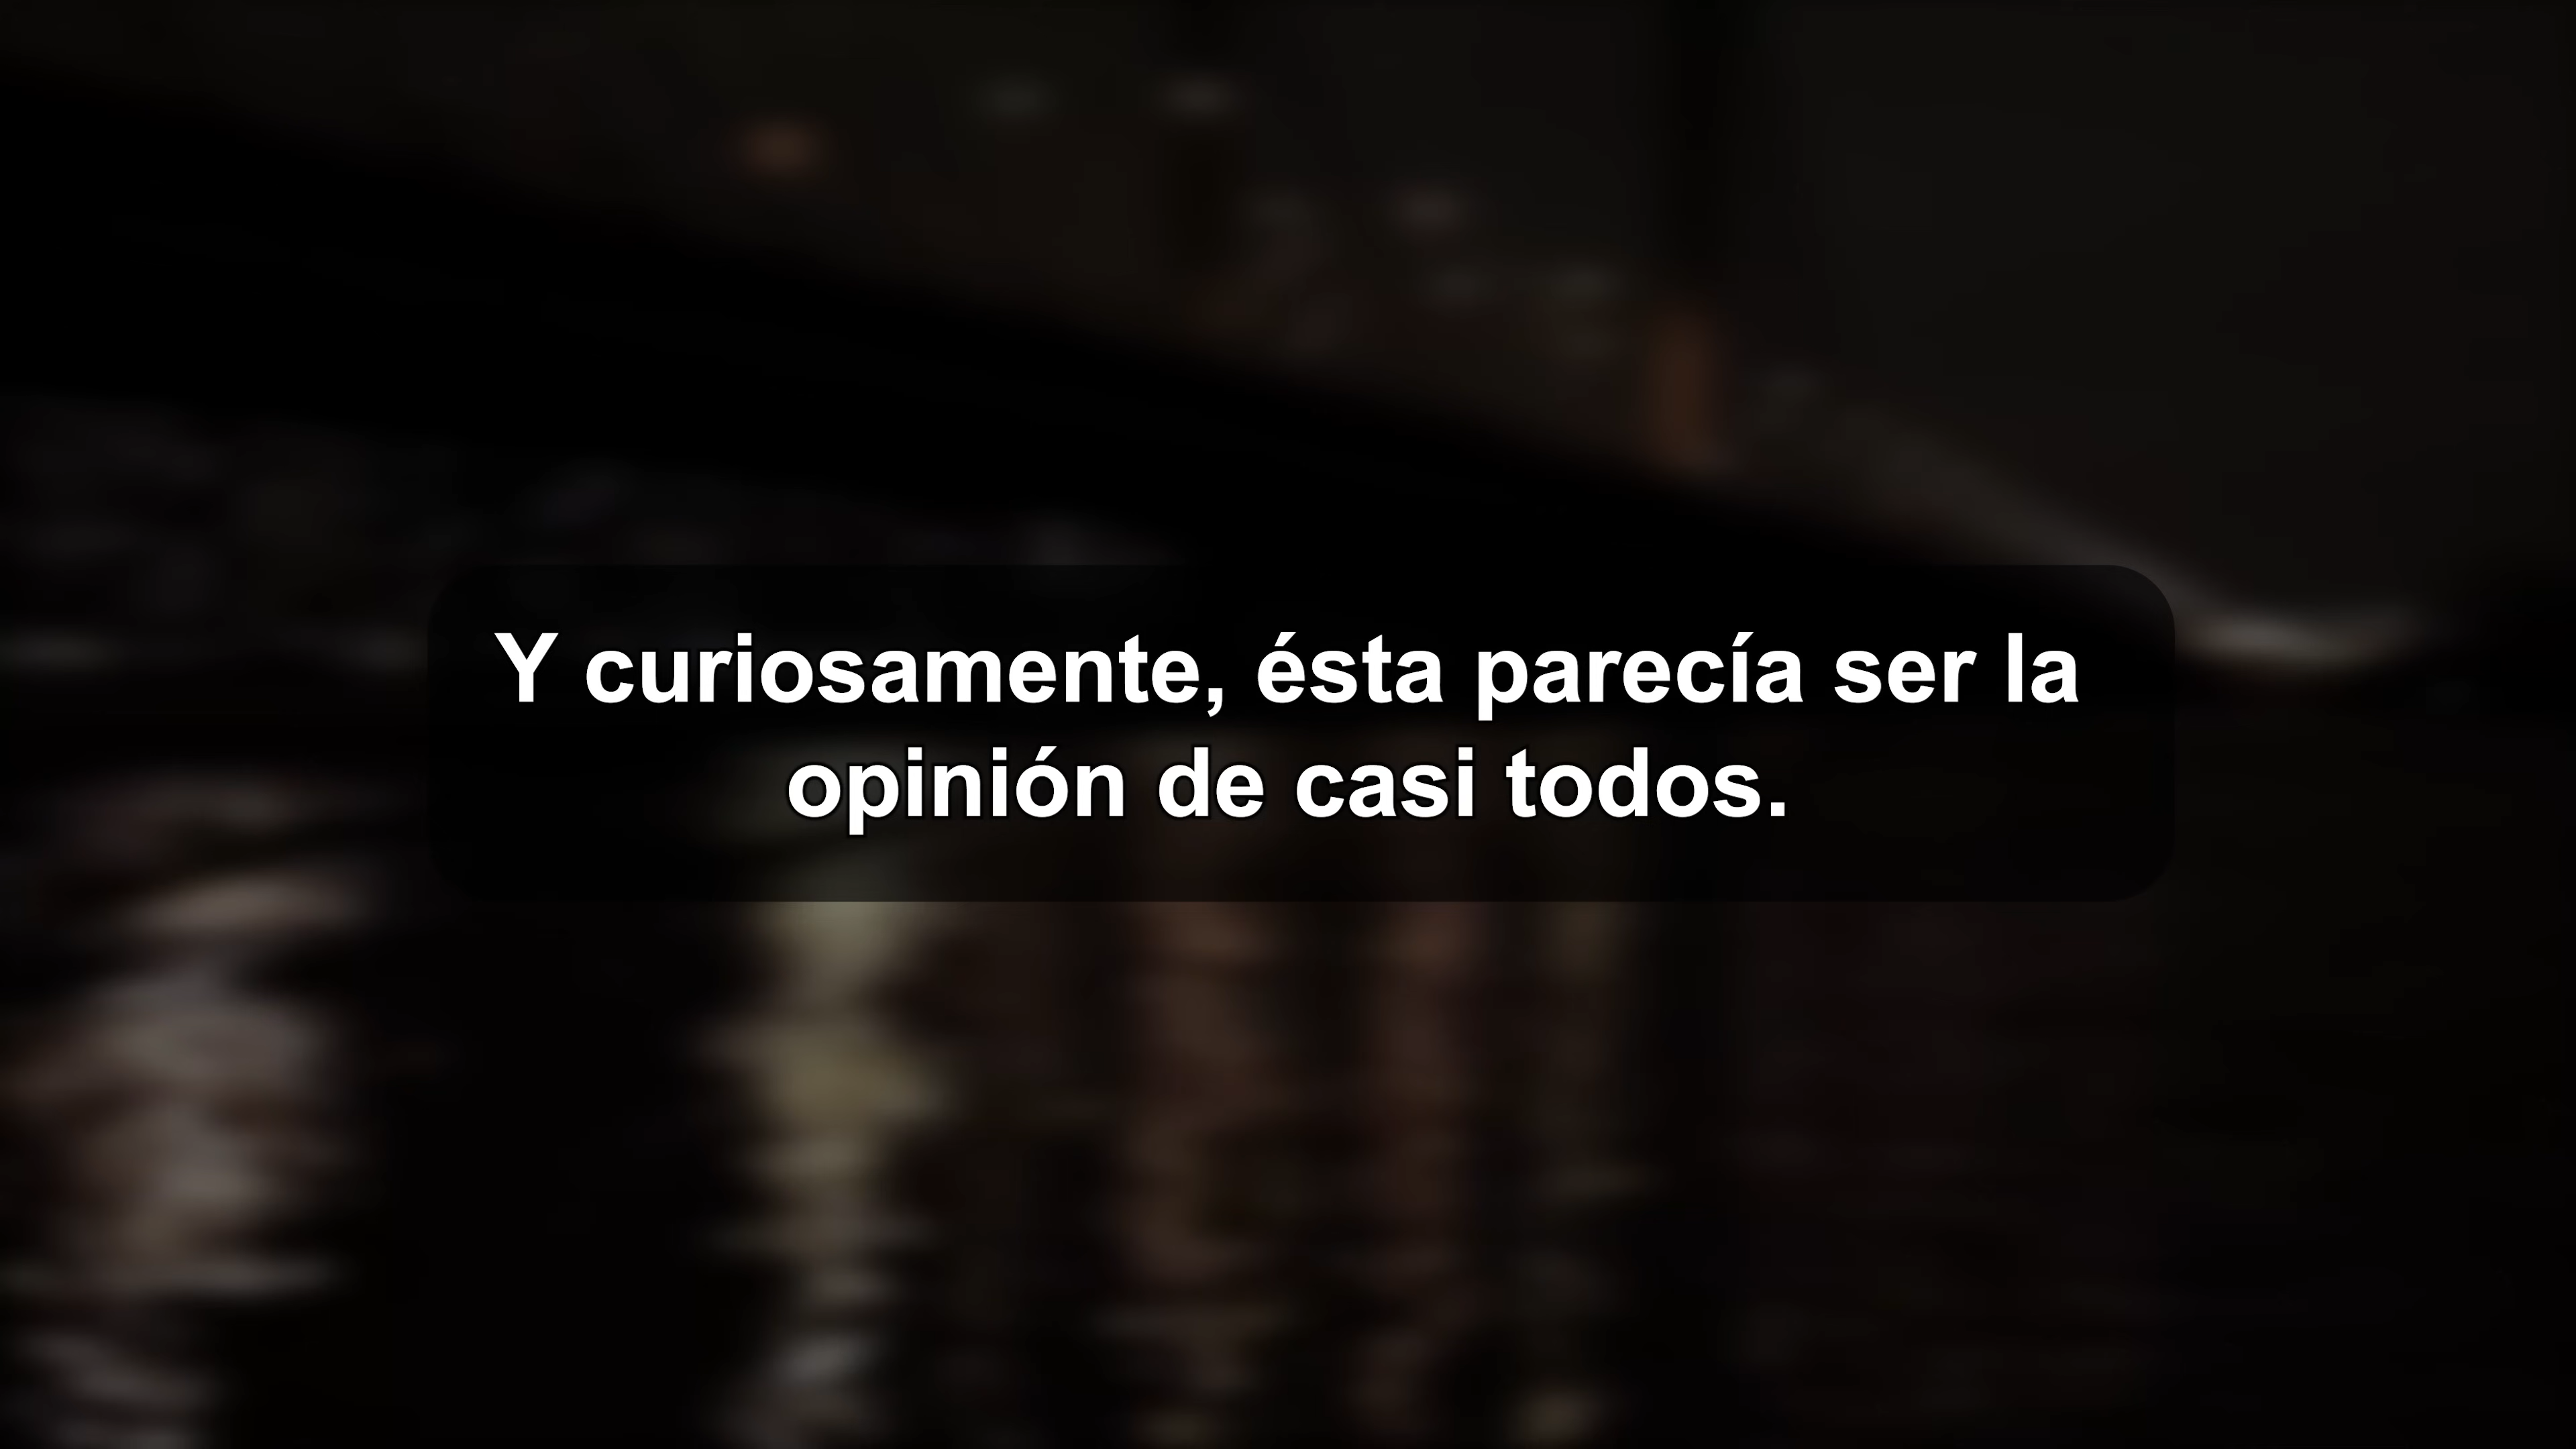 Y curiosamente, ésta parecía ser la
opinión de casi todos.